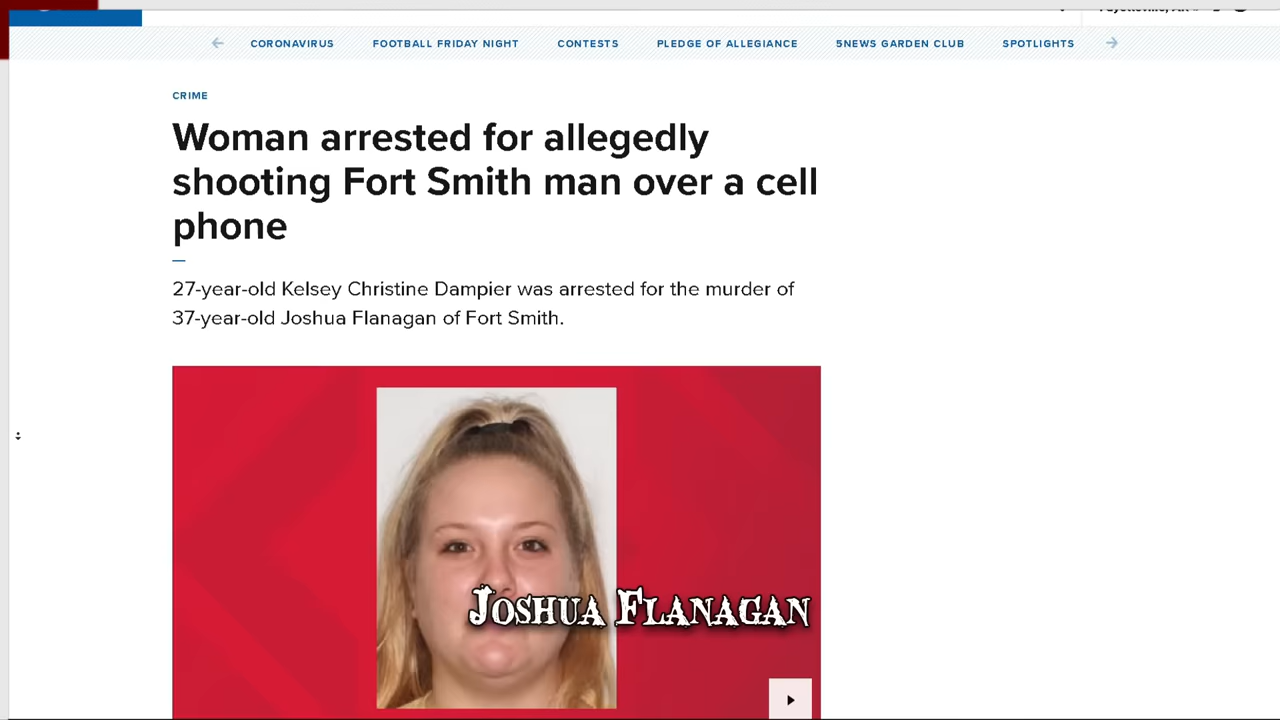 CORONAVIRUS FOOTBALL FRIDAY NIGHT CONTESTS PLEDGE OF ALLEGIANCE 5NEWS GARDEN CLUB SPOTLIGHTS
CRIME
Woman arrested for allegedly
shooting Fort Smith man over a cell
phone
27-year-old Kelsey Christine Dampier was arrested for the murder of
37-year-old Joshua Flanagan of Fort Smith.
JOSHUA FLANAGAN